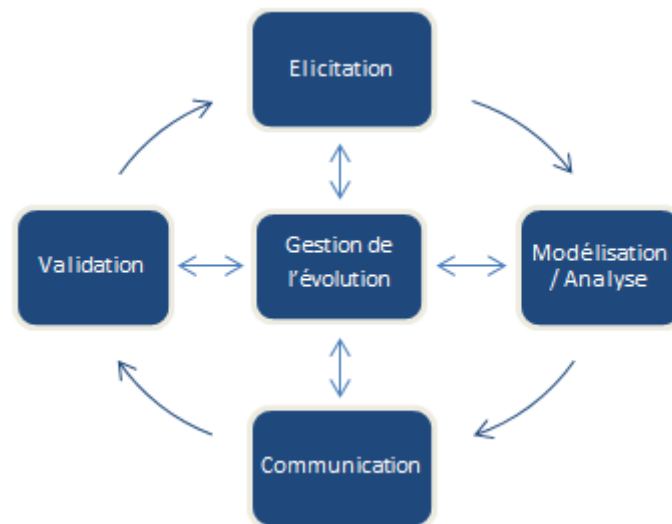 Elicitation
Validation
Gestion de
l'évolution
Modélisation
/ Analyse
Communication